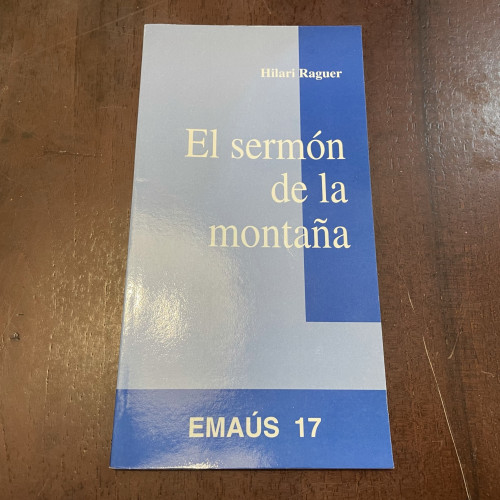 Hilari Raguer
El sermón
de la
montaña
EMAÚS 17